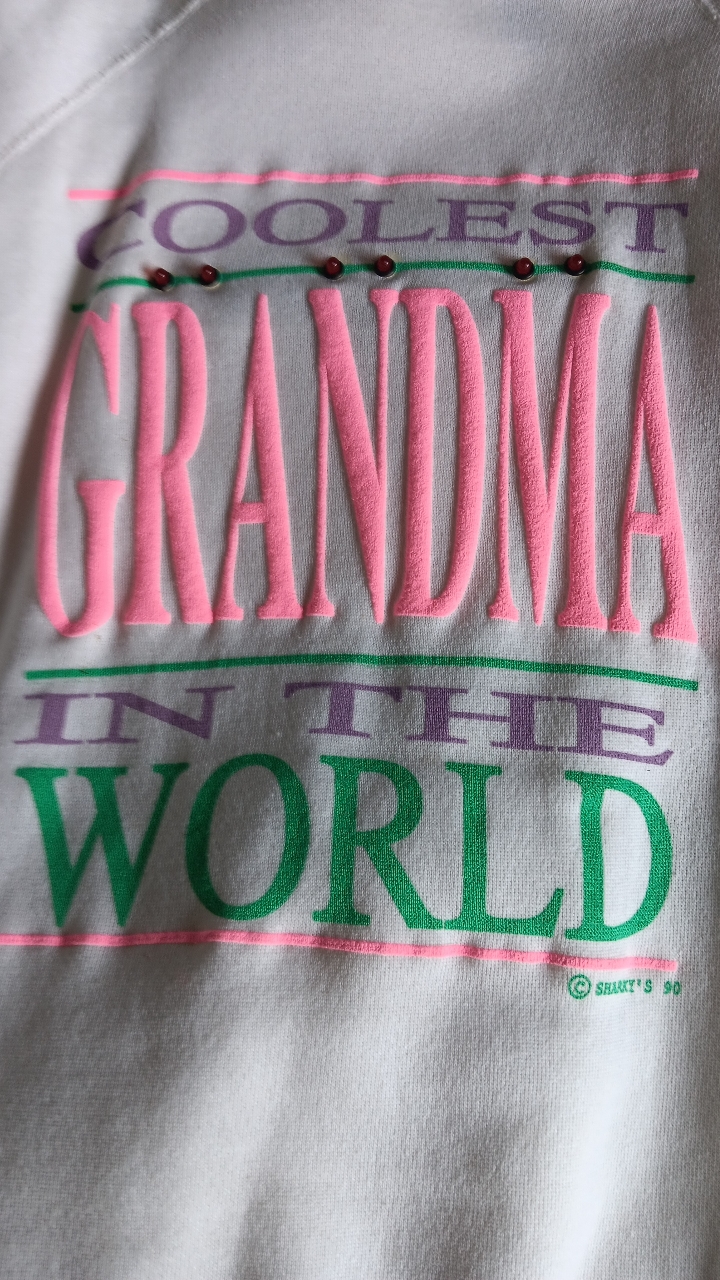 COOLEST
GRANDMA
IN THE
WORLD
© SHARKY'S 90